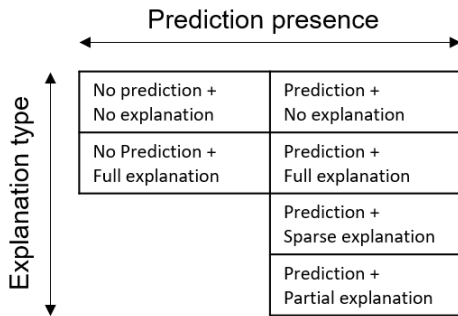 Prediction presence
Explanation type
No prediction +
No explanation
Prediction +
No explanation
No Prediction +
Full explanation
Prediction +
Full explanation
Prediction +
Sparse explanation
Prediction +
Partial explanation